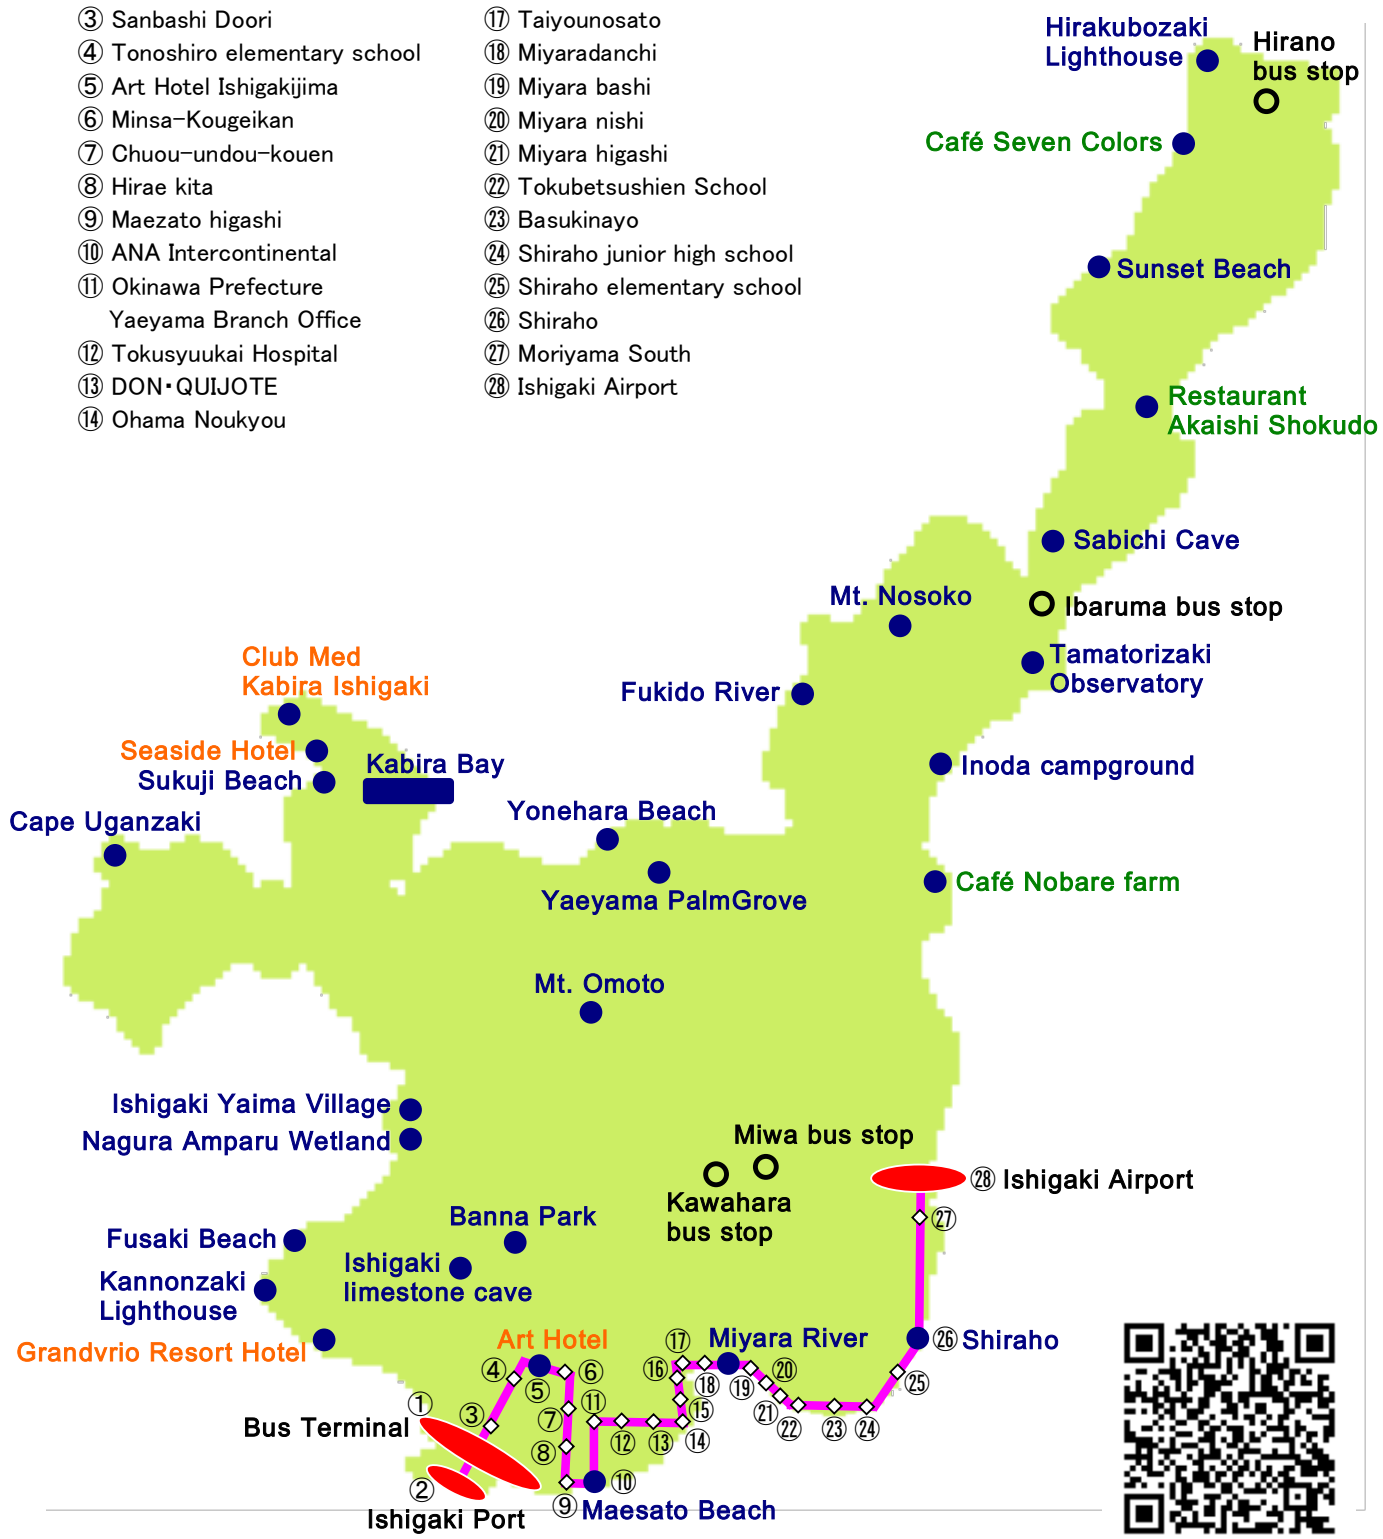 ③ Sanbashi Doori
④ Tonoshiro elementary school
⑤ Art Hotel Ishigakijima
⑥ Minsa-Kougeikan
⑦ Chuou-undou-kouen
⑧ Hirae kita
⑨ Maezato higashi
⑩ ANA Intercontinental
⑪ Okinawa Prefecture
Yaeyama Branch Office
⑫ Tokusyuukai Hospital
⑬ DON・QUIJOTE
⑭ Ohama Noukyou
⑰ Taiyounosato
⑱ Miyaradanchi
⑲ Miyara bashi
⑳ Miyara nishi
㉑ Miyara higashi
㉒ Tokubetsushien School
㉓ Basukinayo
㉔ Shiraho junior high school
㉕ Shiraho elementary school
㉖ Shiraho
㉗ Moriyama South
㉘ Ishigaki Airport
Hirakubozaki
Lighthouse
Hirano
bus stop
Café Seven Colors
Sunset Beach
Restaurant
Akaishi Shokudo
Sabichi Cave
Mt. Nosoko
Ibaruma bus stop
Tamatorizaki
Observatory
Fukido River
Club Med
Kabira Ishigaki
Seaside Hotel
Sukuji Beach
Kabira Bay
Inoda campground
Cape Uganzaki
Yonehara Beach
Yaeyama PalmGrove
Café Nobare farm
Mt. Omoto
Ishigaki Yaima Village
Nagura Amparu Wetland
Miwa bus stop
Kawahara
bus stop
㉘ Ishigaki Airport
㉗
Banna Park
Fusaki Beach
Ishigaki
limestone cave
Kannonzaki
Lighthouse
Grandvrio Resort Hotel
Art Hotel
Miyara River
㉖ Shiraho
④
⑤
⑥
⑰
⑯
⑱
⑲
⑳
㉕
①
③
⑦
⑪
⑮
㉑
㉒
㉓
㉔
Bus Terminal
⑧
⑫
⑬
⑭
②
⑨
⑩
Maesato Beach
Ishigaki Port